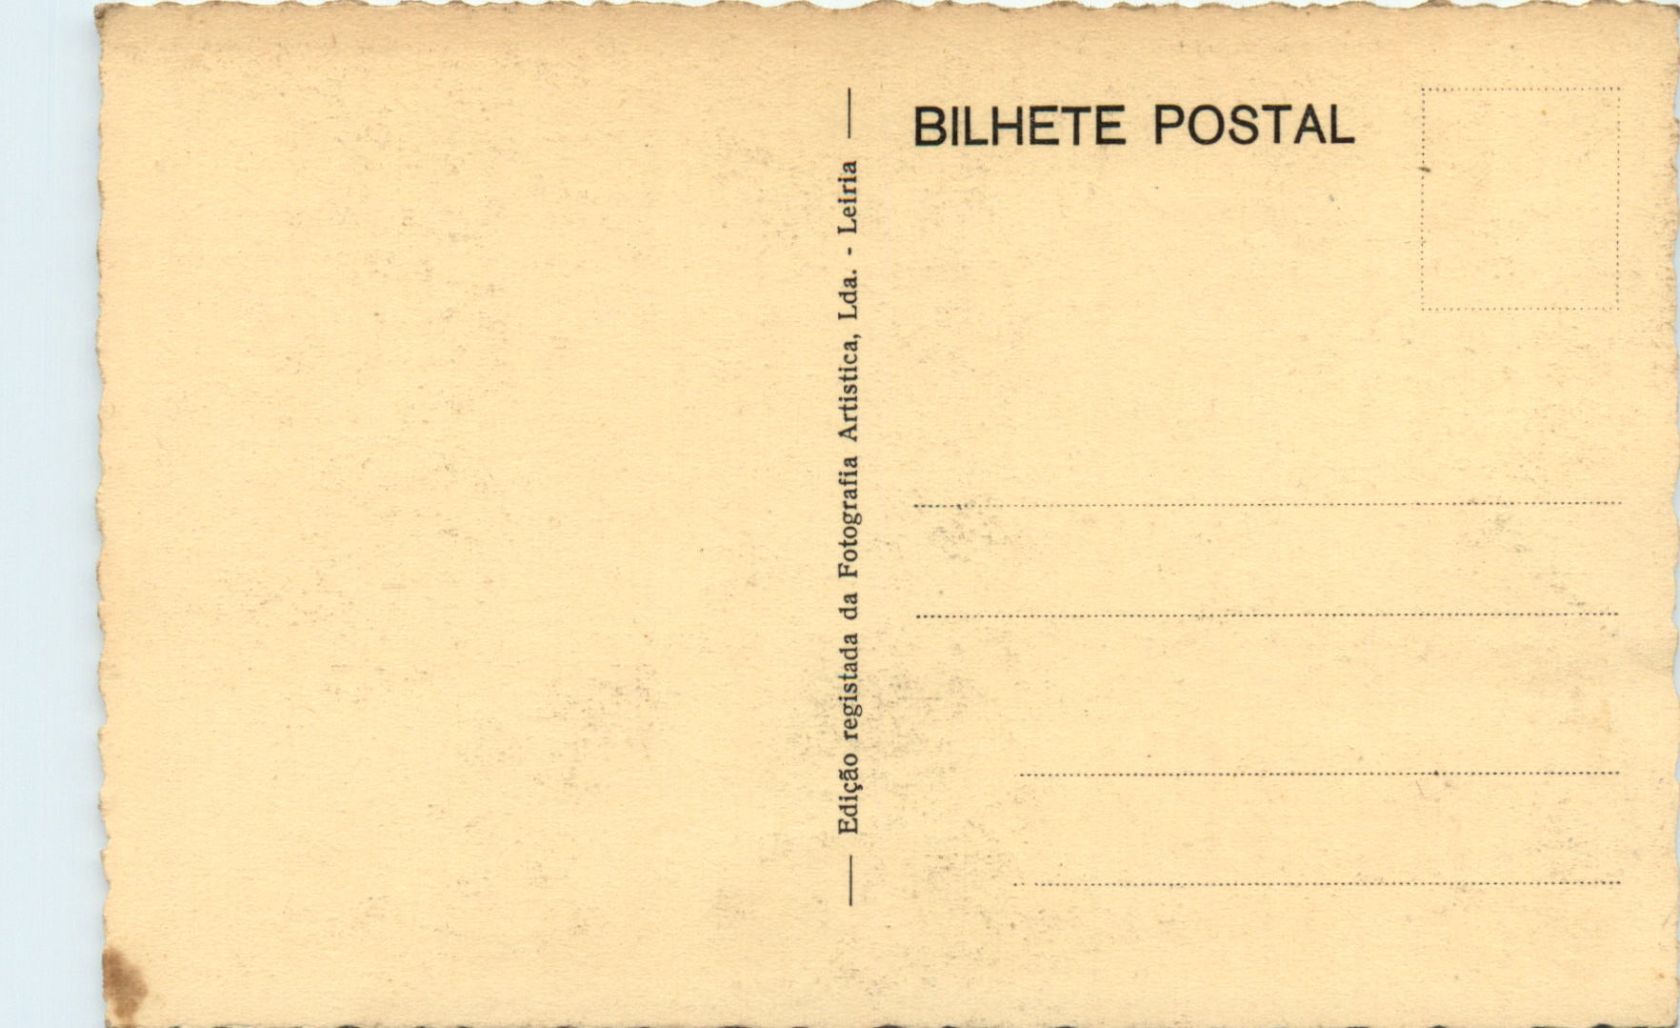 BILHETE POSTAL
Edição registada da Fotografia Artistica, Lda. - Leiria